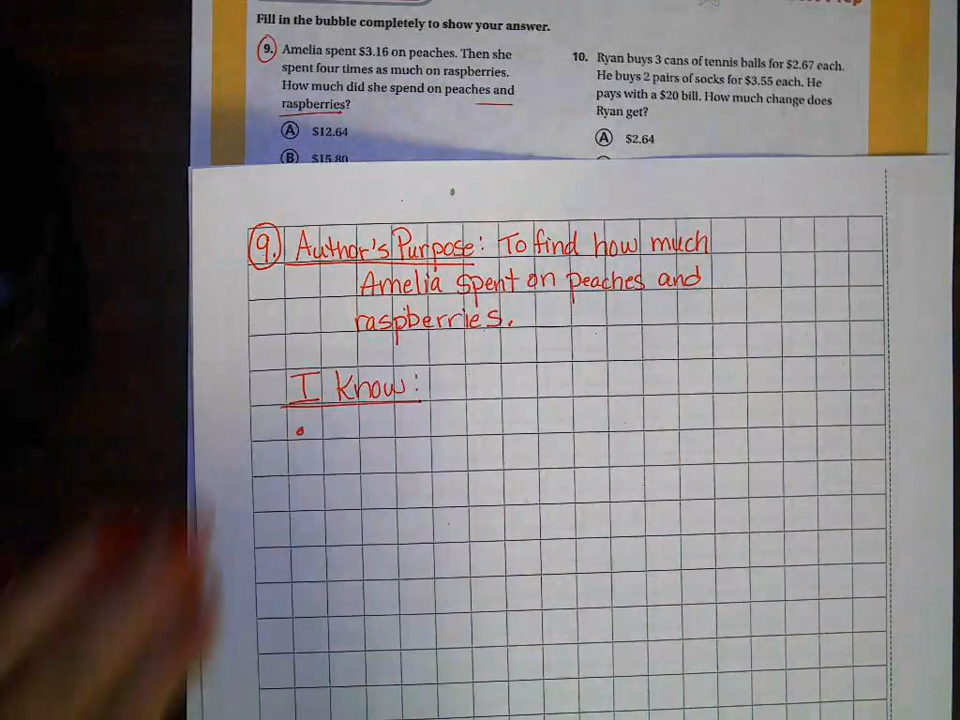 Fill in the bubble completely to show your answer.
9. Amelia spent $3.16 on peaches. Then she
spent four times as much on raspberries.
How much did she spend on peaches and
raspberries?
A $12.64
B $15.80
10. Ryan buys 3 cans of tennis balls for $2.67 each.
He buys 2 pairs of socks for $3.55 each. He
pays with a $20 bill. How much change does
Ryan get?
A $2.64
9. Author's Purpose: To find how much
Amelia spent on peaches and
raspberries.
I know: